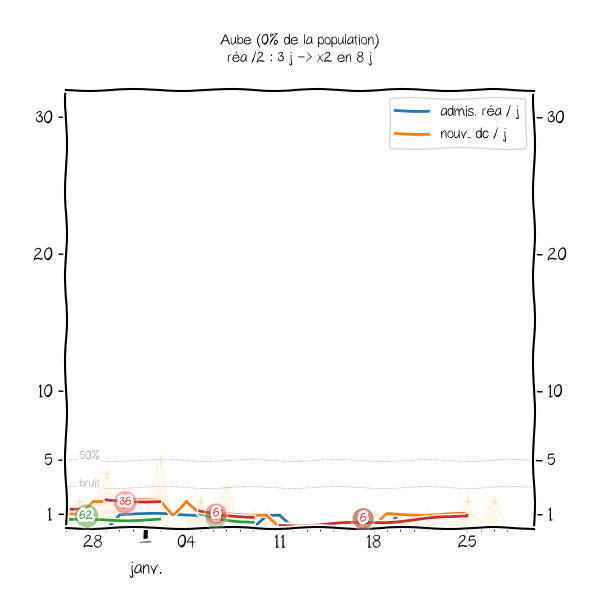 Aube (0% de la population)
réa /2 : 3 j -> x2 en 8 j
admis. réa / j
nouv. dc / j
30 30
20 20
10 10
5 50% 5
bruit
1 62 36 6 6 1
28 04 11 18 25
janv.